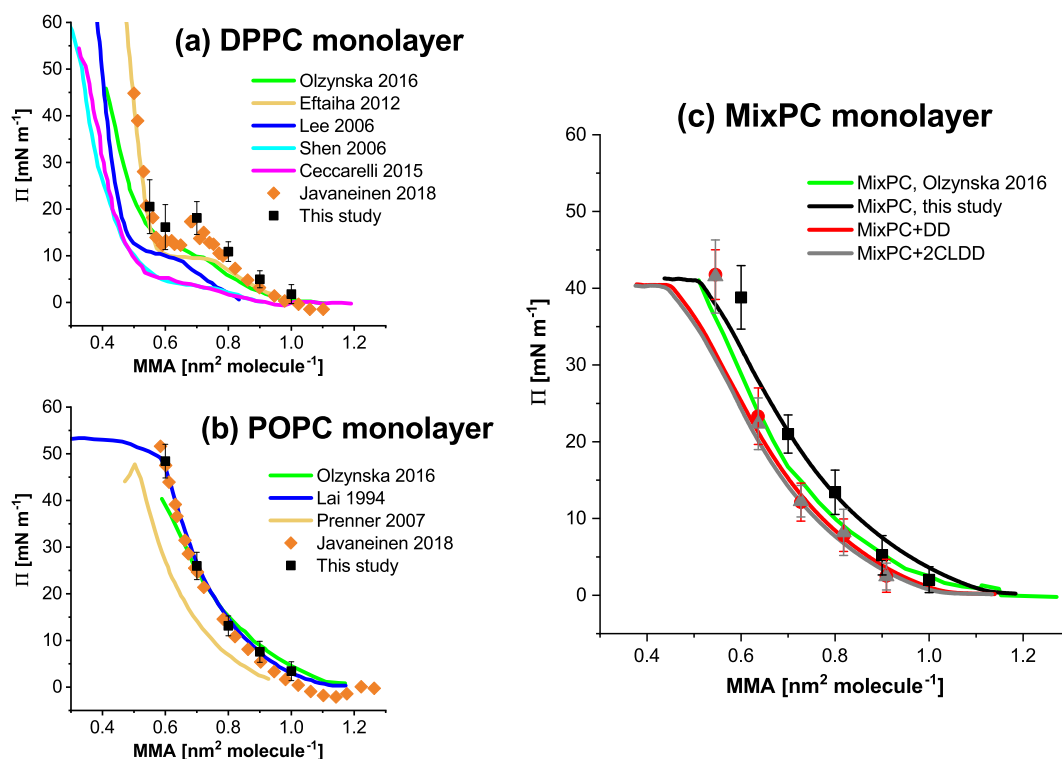 (a) DPPC monolayer
60
50
40
30
20
10
0
Π [mN m⁻¹]
Olzynska 2016
Eftaiha 2012
Lee 2006
Shen 2006
Ceccarelli 2015
Javaneinen 2018
This study
0.4 0.6 0.8 1.0 1.2
MMA [nm² molecule⁻¹]
(b) POPC monolayer
60
50
40
30
20
10
0
Π [mN m⁻¹]
Olzynska 2016
Lai 1994
Prenner 2007
Javaneinen 2018
This study
0.4 0.6 0.8 1.0 1.2
MMA [nm² molecule⁻¹]
(c) MixPC monolayer
60
50
40
30
20
10
0
Π [mN m⁻¹]
MixPC, Olzynska 2016
MixPC, this study
MixPC+DD
MixPC+2CLDD
0.4 0.6 0.8 1.0 1.2
MMA [nm² molecule⁻¹]